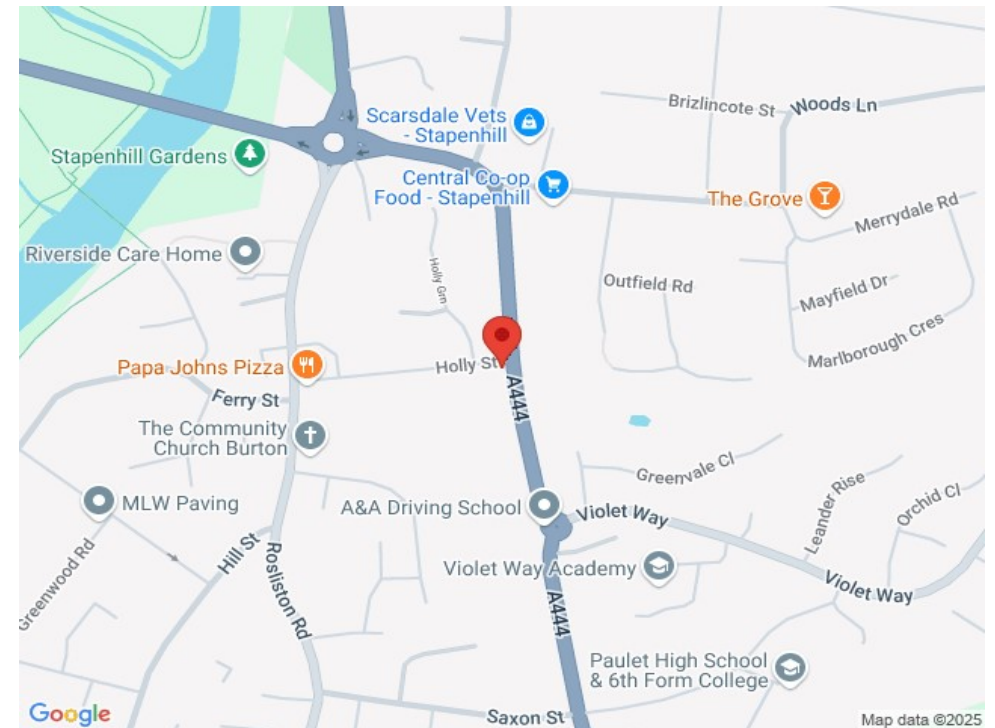 Scarsdale Vets
- Stapenhill
Brizlincote St
Woods Ln
Stapenhill Gardens
Central Co-op
Food - Stapenhill
The Grove
Merrydale Rd
Riverside Care Home
Holly Grn
Outfield Rd
Mayfield Dr
Marlborough Cres
Papa Johns Pizza
Holly St
A444
Ferry St
The Community
Church Burton
Greenvale Cl
Leander Rise
Orchid Cl
MLW Paving
A&A Driving School
Violet Way
Greenwood Rd
Hill St
Rosliston Rd
Violet Way Academy
Violet Way
A444
Paulet High School
& 6th Form College
Saxon St
Google
Map data ©2025